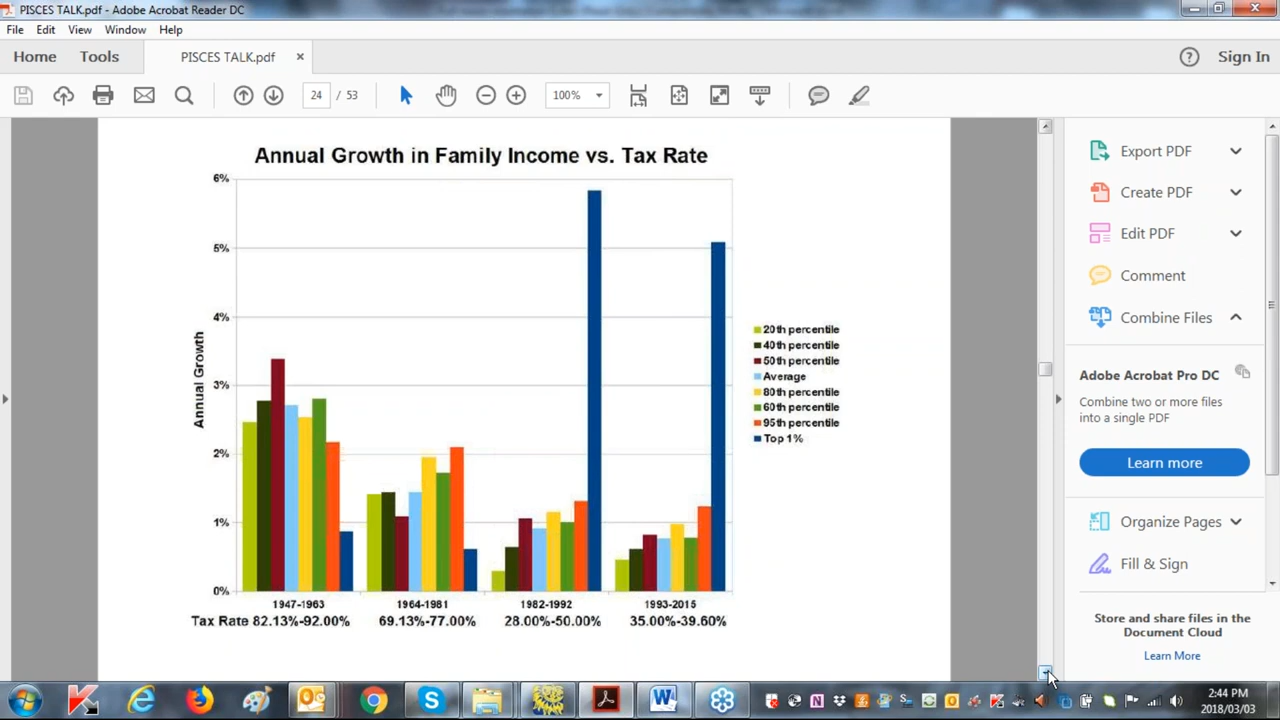 PISCES TALK.pdf - Adobe Acrobat Reader DC
File Edit View Window Help
Home Tools PISCES TALK.pdf × ? Sign In
24 / 53 100%
Annual Growth in Family Income vs. Tax Rate
6%
5%
4%
3%
2%
1%
0%
Annual Growth
20th percentile
40th percentile
50th percentile
Average
80th percentile
60th percentile
95th percentile
Top 1%
1947-1963 1964-1981 1982-1992 1993-2015
Tax Rate 82.13%-92.00% 69.13%-77.00% 28.00%-50.00% 35.00%-39.60%
Export PDF
Create PDF
Edit PDF
Comment
Combine Files
Adobe Acrobat Pro DC
Combine two or more files
into a single PDF
Learn more
Organize Pages
Fill & Sign
Store and share files in the
Document Cloud
Learn More
2:44 PM
2018/03/03